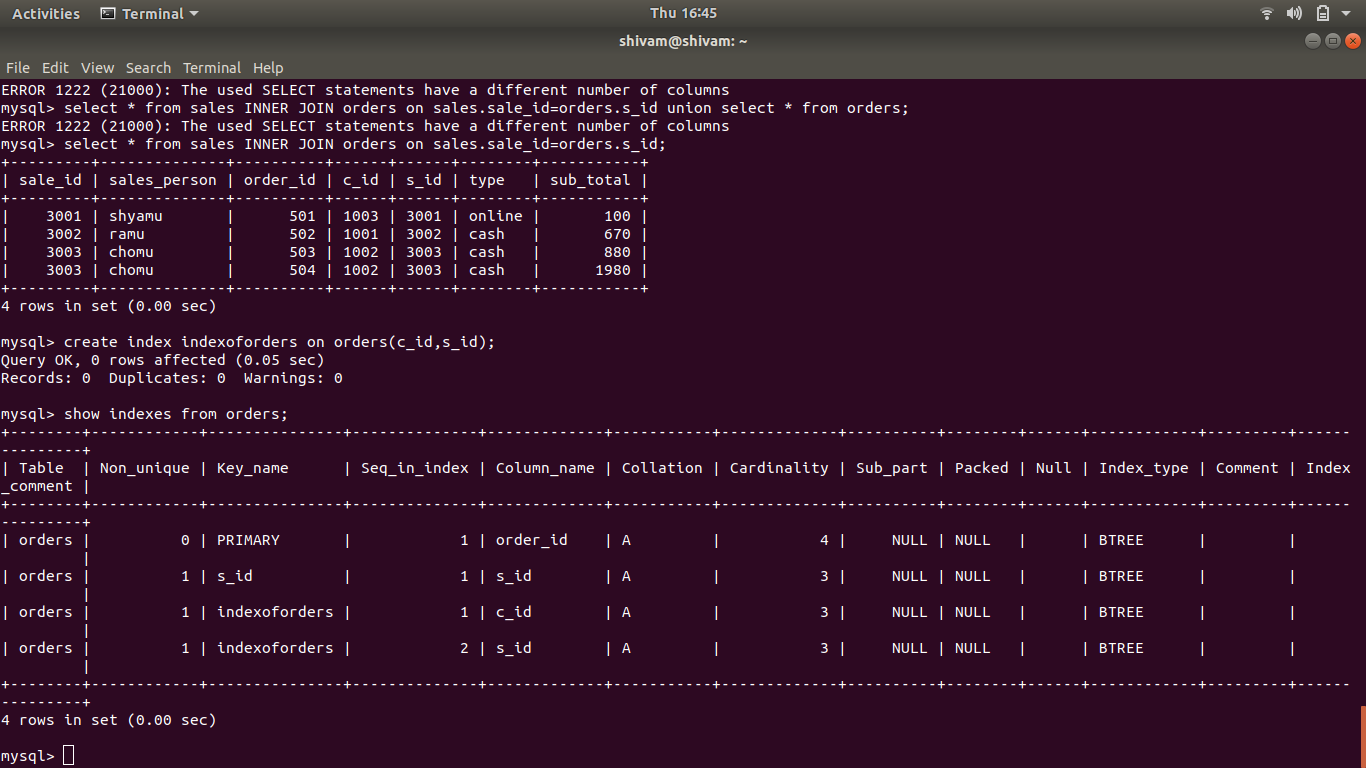 Activities Terminal Thu 16:45
shivam@shivam: ~
File Edit View Search Terminal Help
ERROR 1222 (21000): The used SELECT statements have a different number of columns
mysql> select * from sales INNER JOIN orders on sales.sale_id=orders.s_id union select * from orders;
ERROR 1222 (21000): The used SELECT statements have a different number of columns
mysql> select * from sales INNER JOIN orders on sales.sale_id=orders.s_id;
+---------+--------------+----------+------+------+--------+-----------+
| sale_id | sales_person | order_id | c_id | s_id | type   | sub_total |
+---------+--------------+----------+------+------+--------+-----------+
|    3001 | shyamu       |      501 | 1003 | 3001 | online |       100 |
|    3002 | ramu         |      502 | 1001 | 3002 | cash   |       670 |
|    3003 | chomu        |      503 | 1002 | 3003 | cash   |       880 |
|    3003 | chomu        |      504 | 1002 | 3003 | cash   |      1980 |
+---------+--------------+----------+------+------+--------+-----------+
4 rows in set (0.00 sec)
mysql> create index indexoforders on orders(c_id,s_id);
Query OK, 0 rows affected (0.05 sec)
Records: 0  Duplicates: 0  Warnings: 0
mysql> show indexes from orders;
+--------+------------+---------------+--------------+-------------+-----------+-------------+----------+--------+------+------------+---------+------
---------+
| Table  | Non_unique | Key_name      | Seq_in_index | Column_name | Collation | Cardinality | Sub_part | Packed | Null | Index_type | Comment | Index
_comment |
+--------+------------+---------------+--------------+-------------+-----------+-------------+----------+--------+------+------------+---------+------
---------+
| orders |          0 | PRIMARY       |            1 | order_id    | A         |           4 |     NULL | NULL   |      | BTREE      |         |
         |
| orders |          1 | s_id          |            1 | s_id        | A         |           3 |     NULL | NULL   |      | BTREE      |         |
         |
| orders |          1 | indexoforders |            1 | c_id        | A         |           3 |     NULL | NULL   |      | BTREE      |         |
         |
| orders |          1 | indexoforders |            2 | s_id        | A         |           3 |     NULL | NULL   |      | BTREE      |         |
         |
+--------+------------+---------------+--------------+-------------+-----------+-------------+----------+--------+------+------------+---------+------
---------+
4 rows in set (0.00 sec)
mysql>